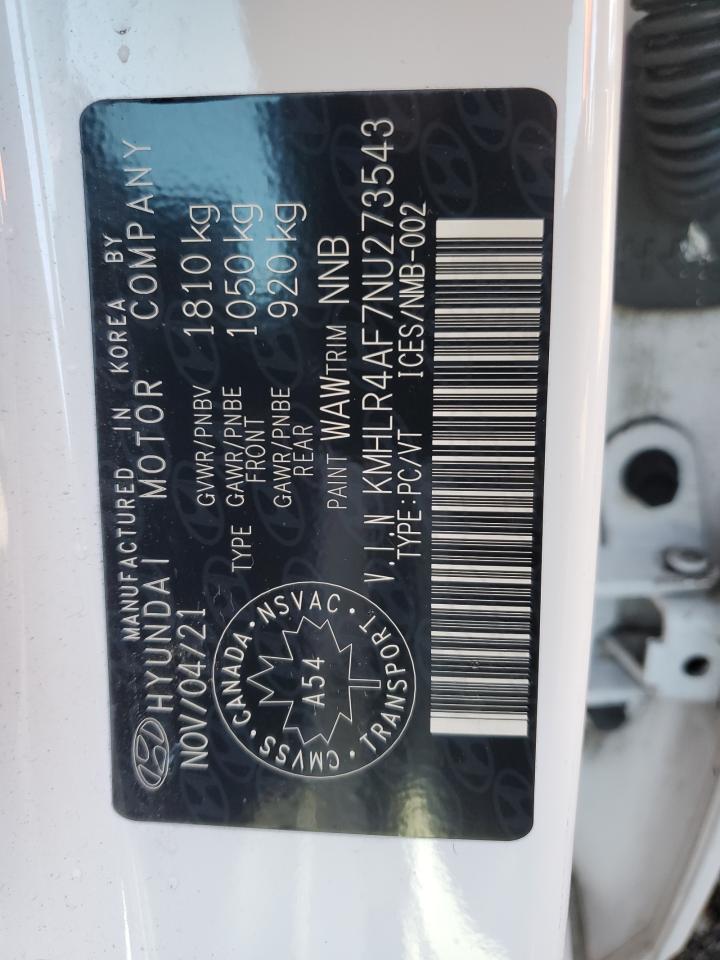 MANUFACTURED IN KOREA BY
HYUNDAI MOTOR COMPANY
NOV/04/21
GVWR/PNBV 1810 kg
TYPE GAWR/PNBE FRONT 1050 kg
GAWR/PNBE REAR 920 kg
PAINT WAW TRIM NNB
V.I.N KMHLR4AF7NU273543
TYPE:PC/VT ICES/NMB-002
CANADA · NSVAC · TRANSPORT · CMVSS ·
A54